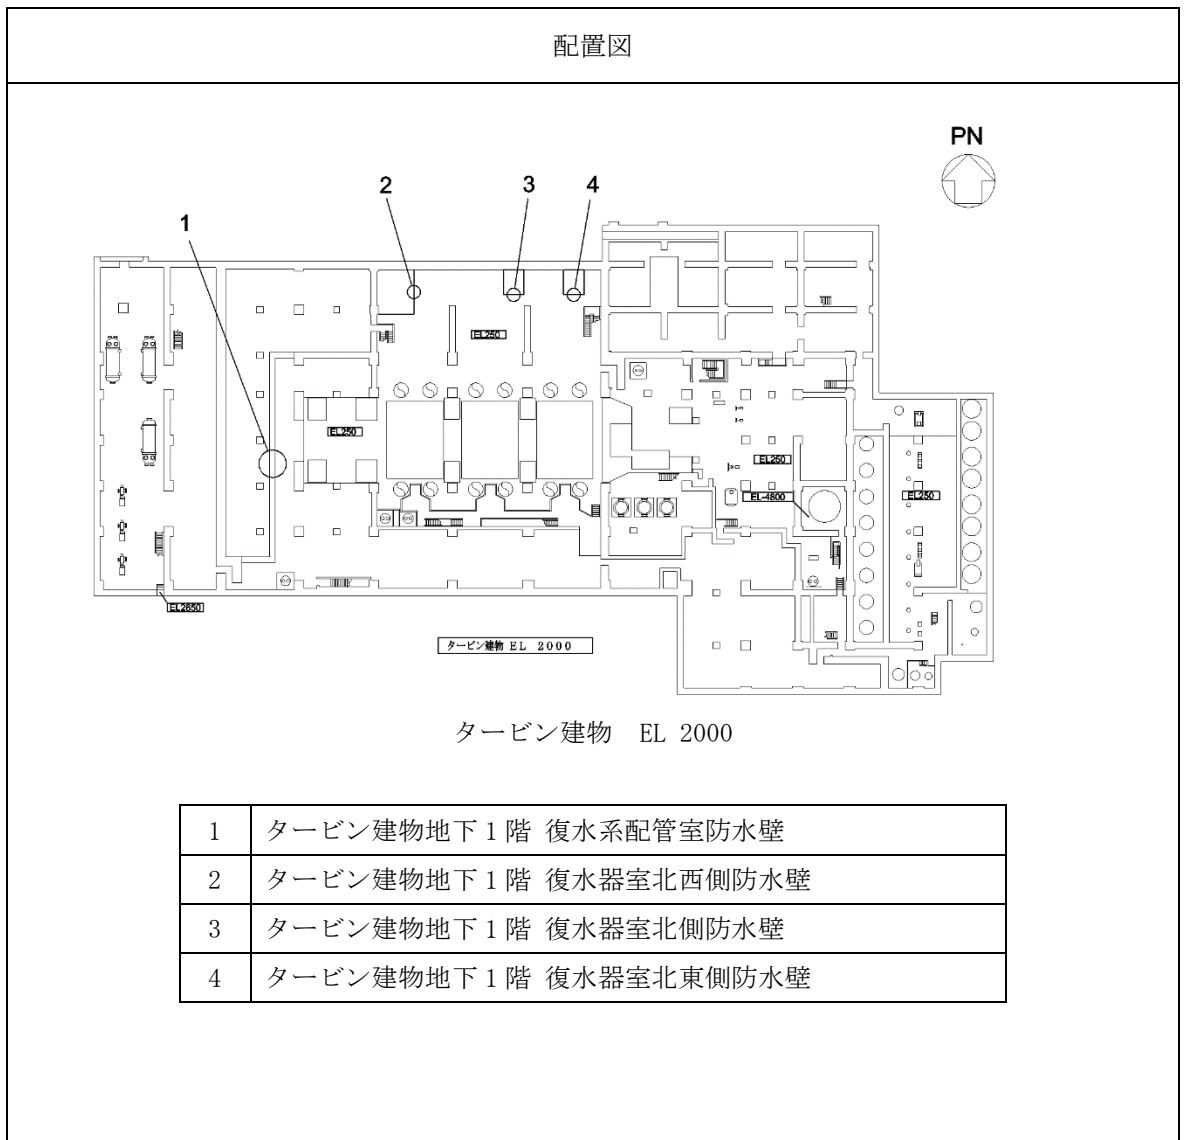 配置図
PN
2
3
4
1
EL250
EL250
EL250
EL-4800
EL250
EL2650
タービン建物 EL 2000
タービン建物 EL 2000
1 タービン建物地下1階 復水系配管室防水壁
2 タービン建物地下1階 復水器室北西側防水壁
3 タービン建物地下1階 復水器室北側防水壁
4 タービン建物地下1階 復水器室北東側防水壁